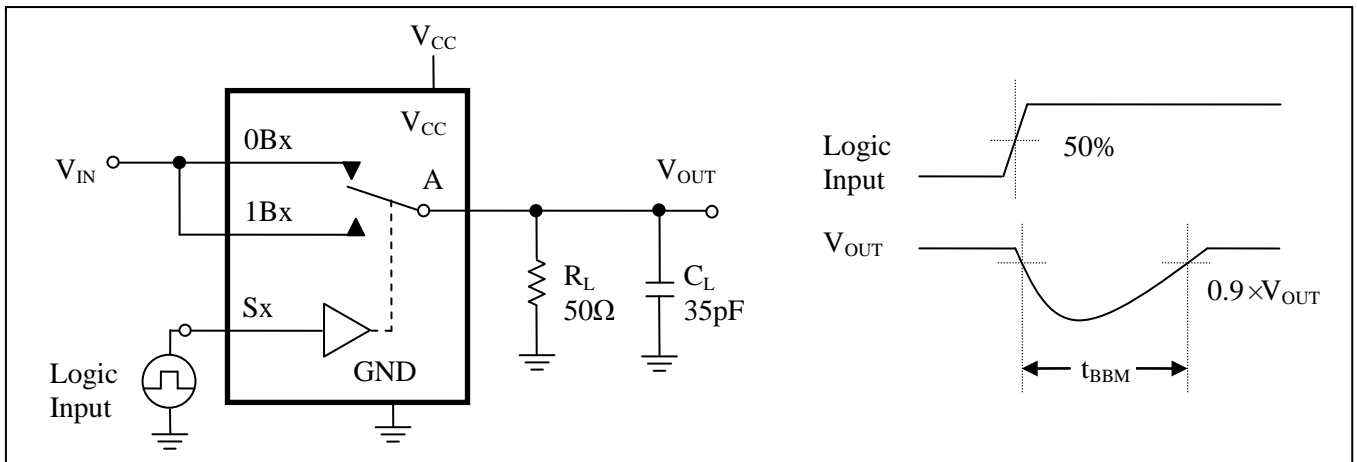 V_CC
V_CC
0Bx
V_IN
A
V_OUT
1Bx
R_L
50Ω
C_L
35pF
Sx
GND
Logic
Input
Logic
Input
50%
V_OUT
0.9×V_OUT
t_BBM